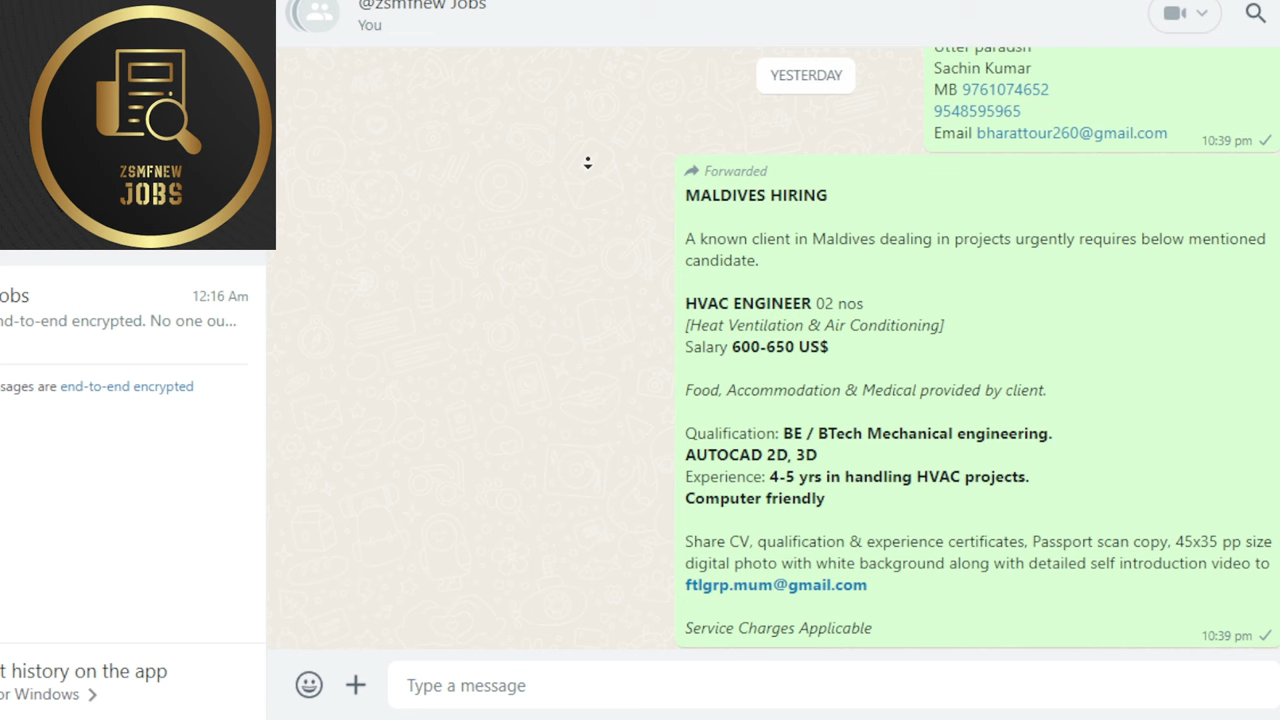 ZSMFNEW
JOBS
@zsmfnew Jobs
You
obs
12:16 Am
nd-to-end encrypted. No one ou...
sages are end-to-end encrypted
t history on the app
or Windows
YESTERDAY
Utter paradsh
Sachin Kumar
MB 9761074652
9548595965
Email bharattour260@gmail.com
10:39 pm
Forwarded
MALDIVES HIRING
A known client in Maldives dealing in projects urgently requires below mentioned
candidate.
HVAC ENGINEER 02 nos
[Heat Ventilation & Air Conditioning]
Salary 600-650 US$
Food, Accommodation & Medical provided by client.
Qualification: BE / BTech Mechanical engineering.
AUTOCAD 2D, 3D
Experience: 4-5 yrs in handling HVAC projects.
Computer friendly
Share CV, qualification & experience certificates, Passport scan copy, 45x35 pp size
digital photo with white background along with detailed self introduction video to
ftlgrp.mum@gmail.com
Service Charges Applicable
10:39 pm
Type a message